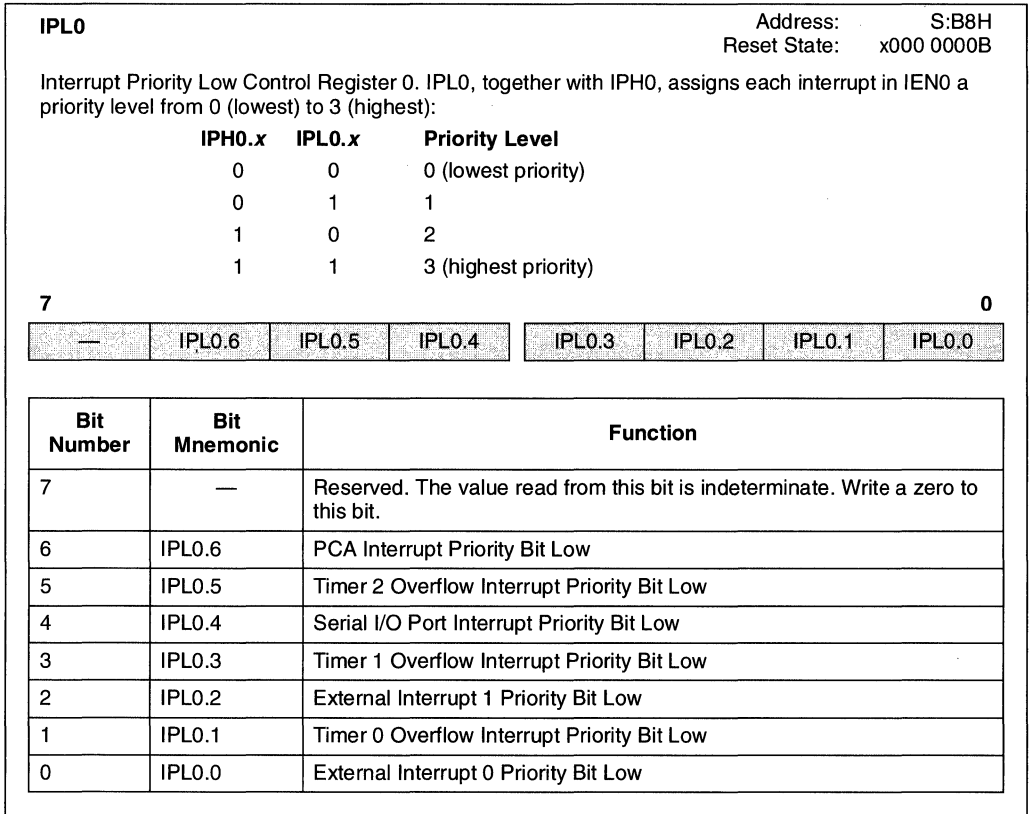 IPL0 Address: S:B8H
Reset State: x000 0000B
Interrupt Priority Low Control Register 0. IPL0, together with IPH0, assigns each interrupt in IEN0 a
priority level from 0 (lowest) to 3 (highest):
IPH0.x IPL0.x Priority Level
0 0 0 (lowest priority)
0 1 1
1 0 2
1 1 3 (highest priority)
7 0
— IPL0.6 IPL0.5 IPL0.4 IPL0.3 IPL0.2 IPL0.1 IPL0.0
Bit Number Bit Mnemonic Function
7 — Reserved. The value read from this bit is indeterminate. Write a zero to
this bit.
6 IPL0.6 PCA Interrupt Priority Bit Low
5 IPL0.5 Timer 2 Overflow Interrupt Priority Bit Low
4 IPL0.4 Serial I/O Port Interrupt Priority Bit Low
3 IPL0.3 Timer 1 Overflow Interrupt Priority Bit Low
2 IPL0.2 External Interrupt 1 Priority Bit Low
1 IPL0.1 Timer 0 Overflow Interrupt Priority Bit Low
0 IPL0.0 External Interrupt 0 Priority Bit Low